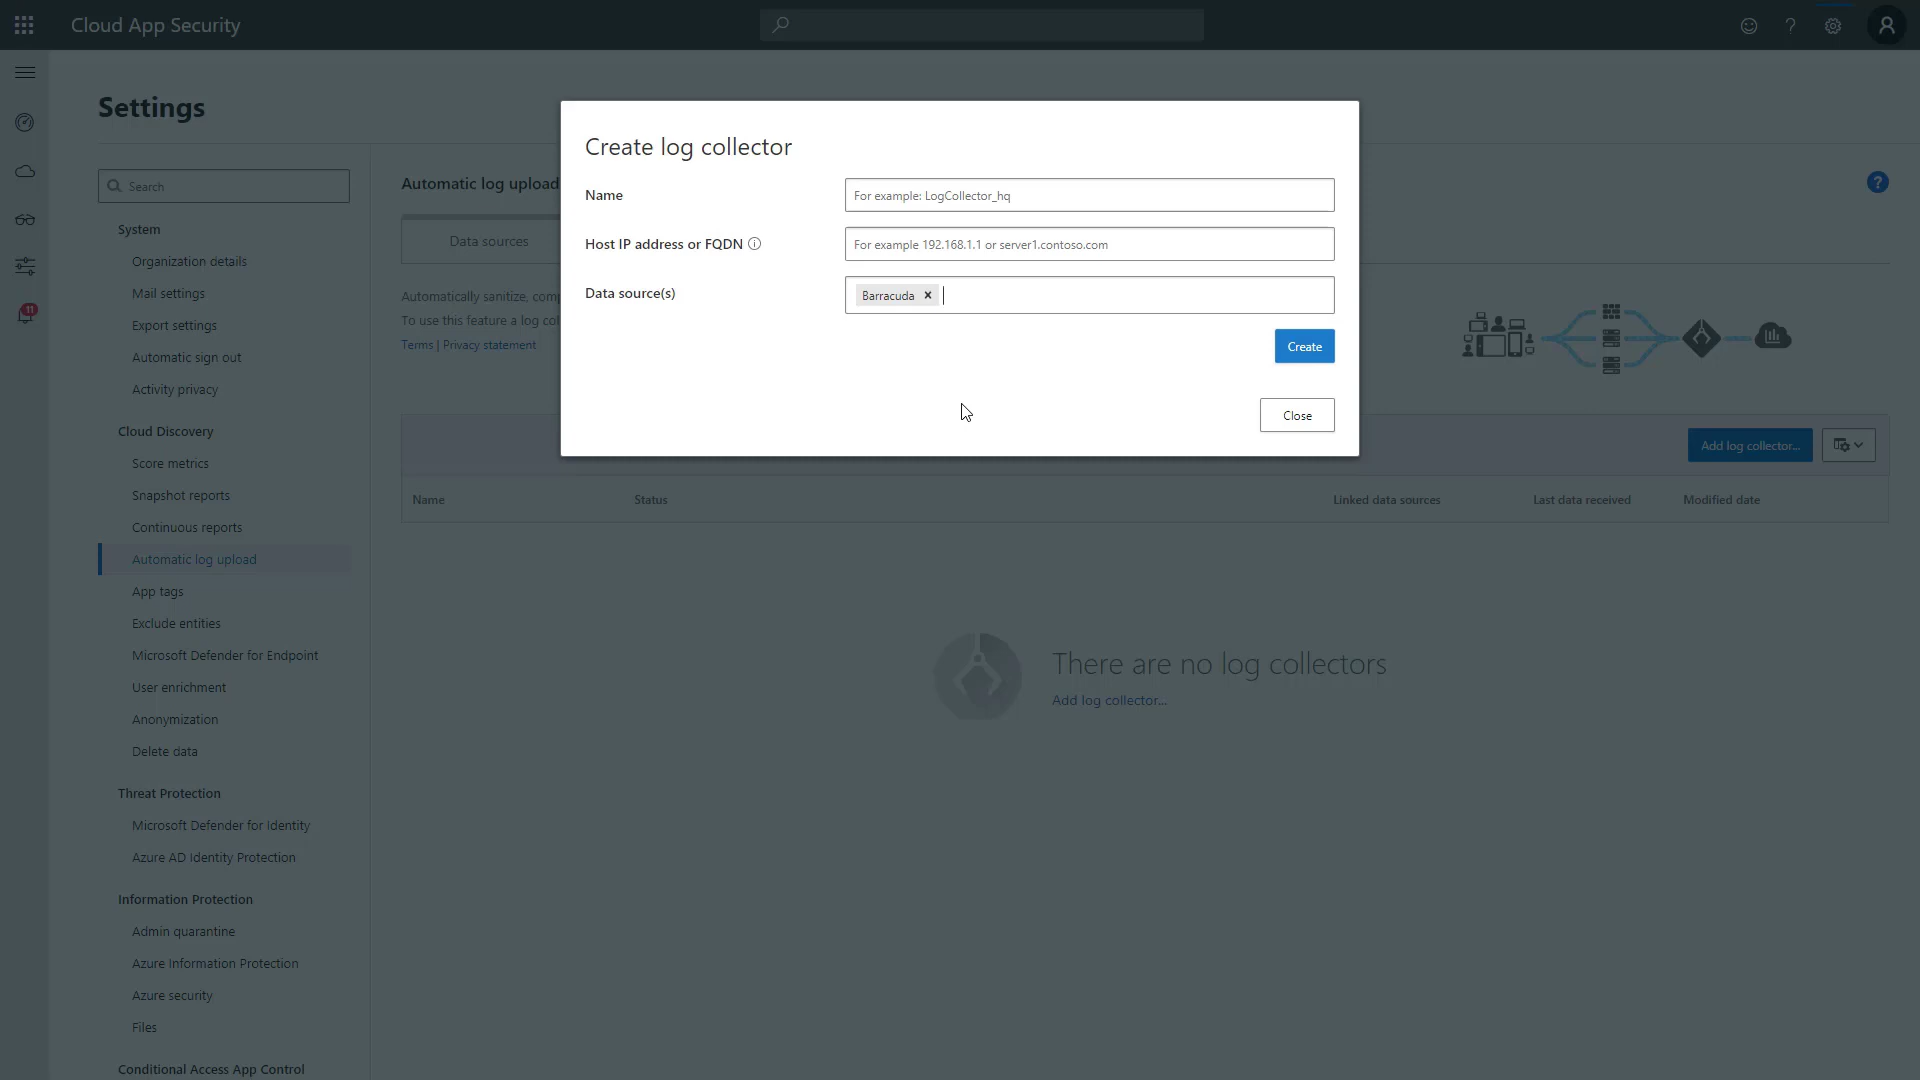 Cloud App Security
Settings
Search
System
Organization details
Mail settings
Export settings
Automatic sign out
Activity privacy
Cloud Discovery
Score metrics
Snapshot reports
Continuous reports
Automatic log upload
App tags
Exclude entities
Microsoft Defender for Endpoint
User enrichment
Anonymization
Delete data
Threat Protection
Microsoft Defender for Identity
Azure AD Identity Protection
Information Protection
Admin quarantine
Azure Information Protection
Azure security
Files
Conditional Access App Control
11
Automatic log upload
?
Data sources
Automatically sanitize, com
To use this feature a log col
Terms | Privacy statement
Create log collector
Name
For example: LogCollector_hq
Host IP address or FQDN
For example 192.168.1.1 or server1.contoso.com
Data source(s)
Barracuda
Create
Close
Add log collector...
Name
Status
Linked data sources
Last data received
Modified date
There are no log collectors
Add log collector...